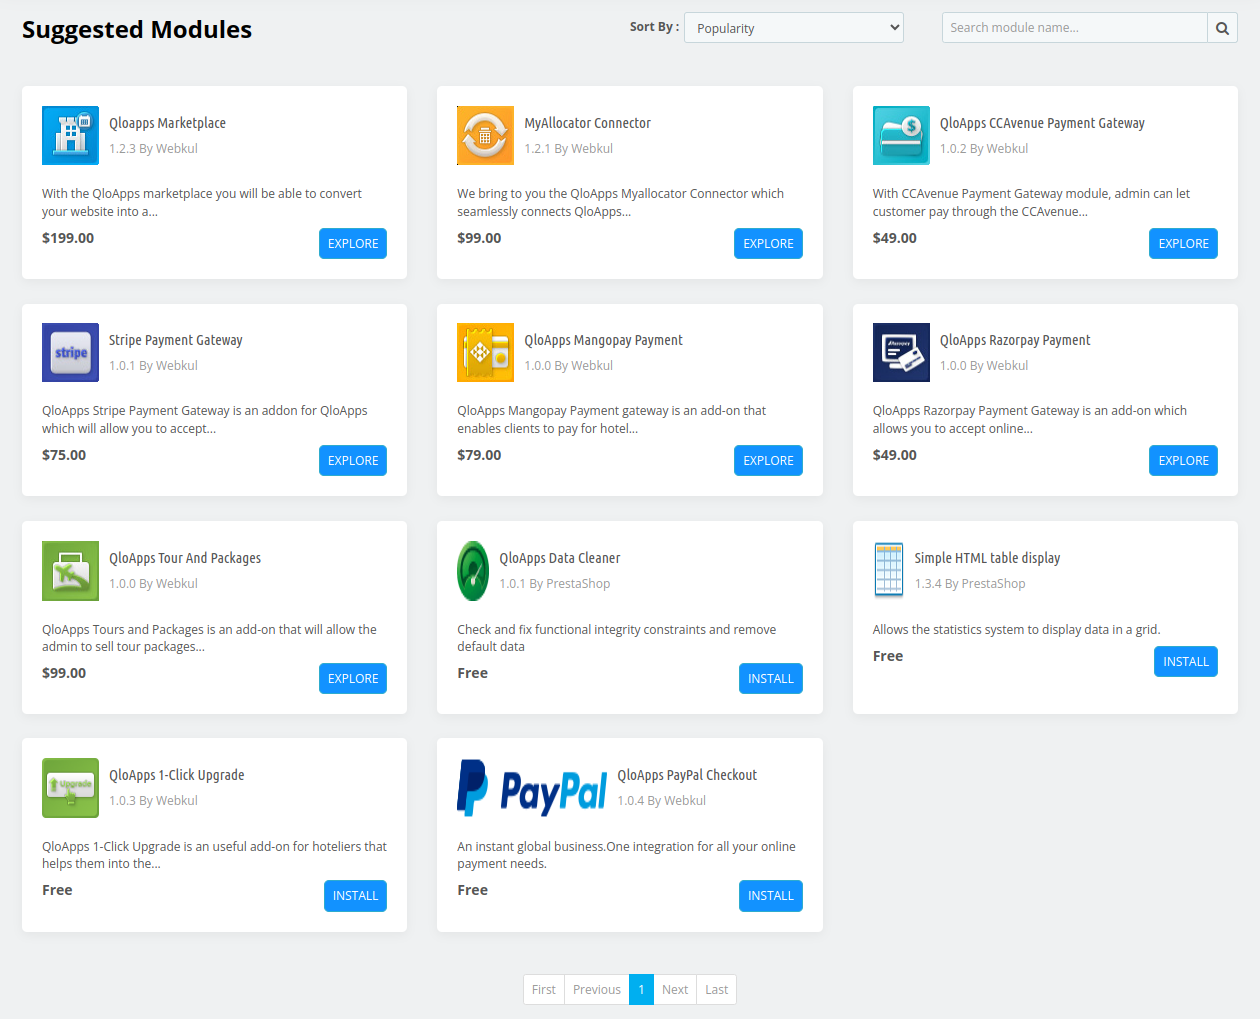 Suggested Modules
Sort By :
Popularity
Search module name...
Qloapps Marketplace
1.2.3 By Webkul
With the QloApps marketplace you will be able to convert
your website into a...
$199.00
EXPLORE
MyAllocator Connector
1.2.1 By Webkul
We bring to you the QloApps Myallocator Connector which
seamlessly connects QloApps...
$99.00
EXPLORE
QloApps CCAvenue Payment Gateway
1.0.2 By Webkul
With CCAvenue Payment Gateway module, admin can let
customer pay through the CCAvenue...
$49.00
EXPLORE
stripe
Stripe Payment Gateway
1.0.1 By Webkul
QloApps Stripe Payment Gateway is an addon for QloApps
which will allow you to accept...
$75.00
EXPLORE
QloApps Mangopay Payment
1.0.0 By Webkul
QloApps Mangopay Payment gateway is an add-on that
enables clients to pay for hotel...
$79.00
EXPLORE
QloApps Razorpay Payment
1.0.0 By Webkul
QloApps Razorpay Payment Gateway is an add-on which
allows you to accept online...
$49.00
EXPLORE
QloApps Tour And Packages
1.0.0 By Webkul
QloApps Tours and Packages is an add-on that will allow the
admin to sell tour packages...
$99.00
EXPLORE
QloApps Data Cleaner
1.0.1 By PrestaShop
Check and fix functional integrity constraints and remove
default data
Free
INSTALL
Simple HTML table display
1.3.4 By PrestaShop
Allows the statistics system to display data in a grid.
Free
INSTALL
Upgrade
QloApps 1-Click Upgrade
1.0.3 By Webkul
QloApps 1-Click Upgrade is an useful add-on for hoteliers that
helps them into the...
Free
INSTALL
PayPal
QloApps PayPal Checkout
1.0.4 By Webkul
An instant global business.One integration for all your online
payment needs.
Free
INSTALL
First
Previous
1
Next
Last